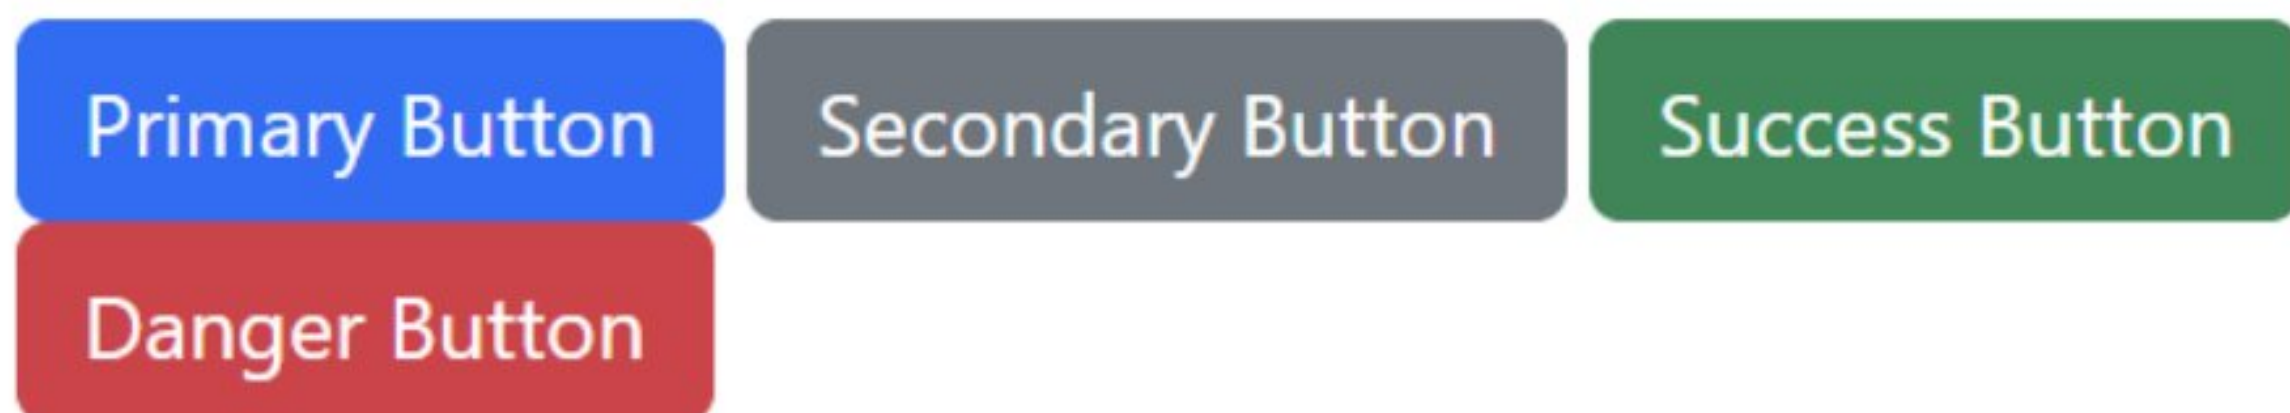 Primary Button Secondary Button Success Button
Danger Button